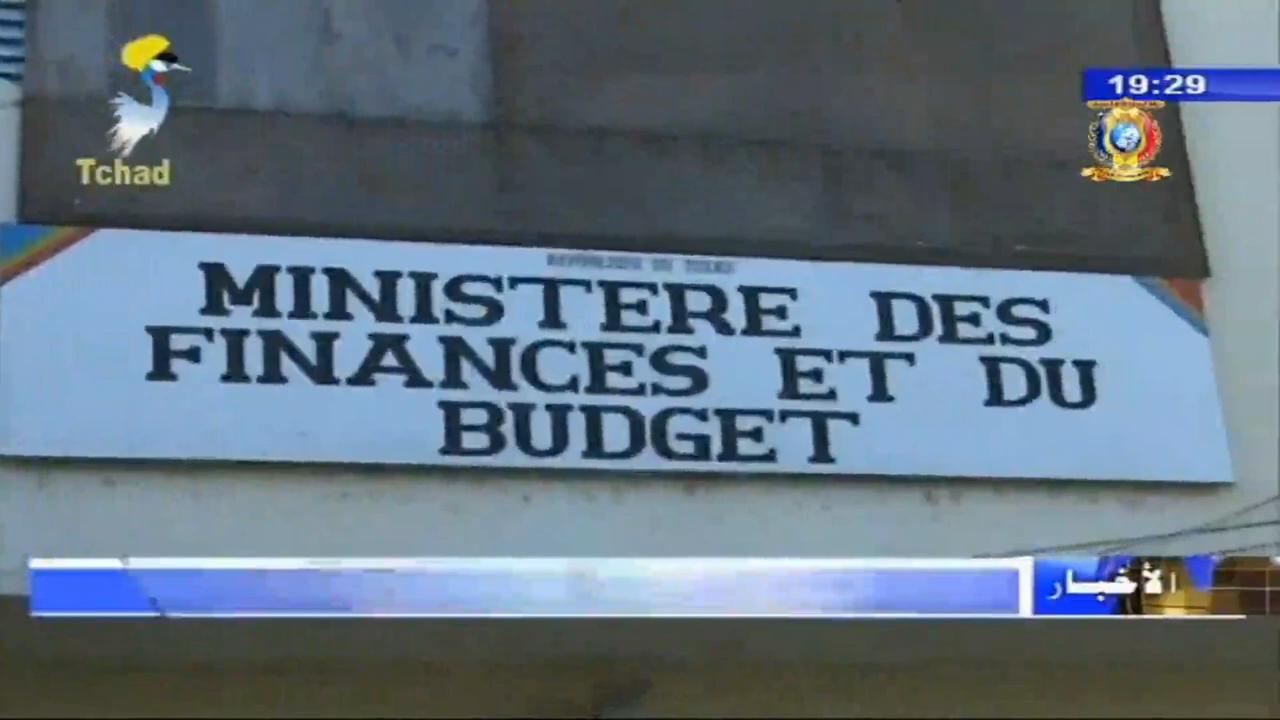 19:29
Tchad
MINISTERE DES
FINANCES ET DU
BUDGET
الأخبار